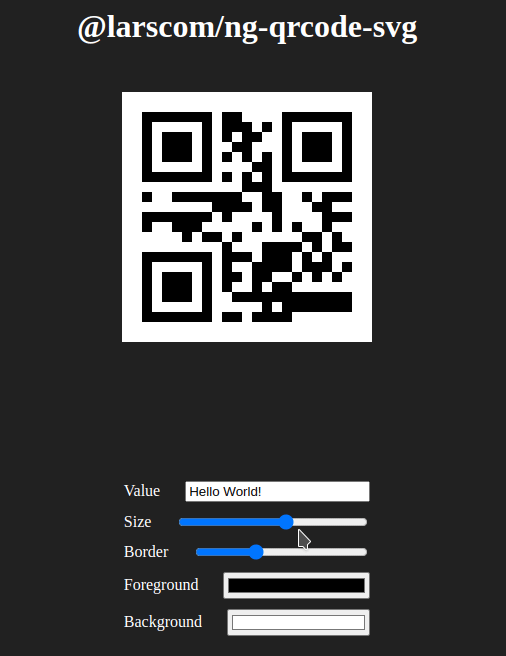 @larscom/ng-qrcode-svg
Value Hello World!
Size
Border
Foreground
Background